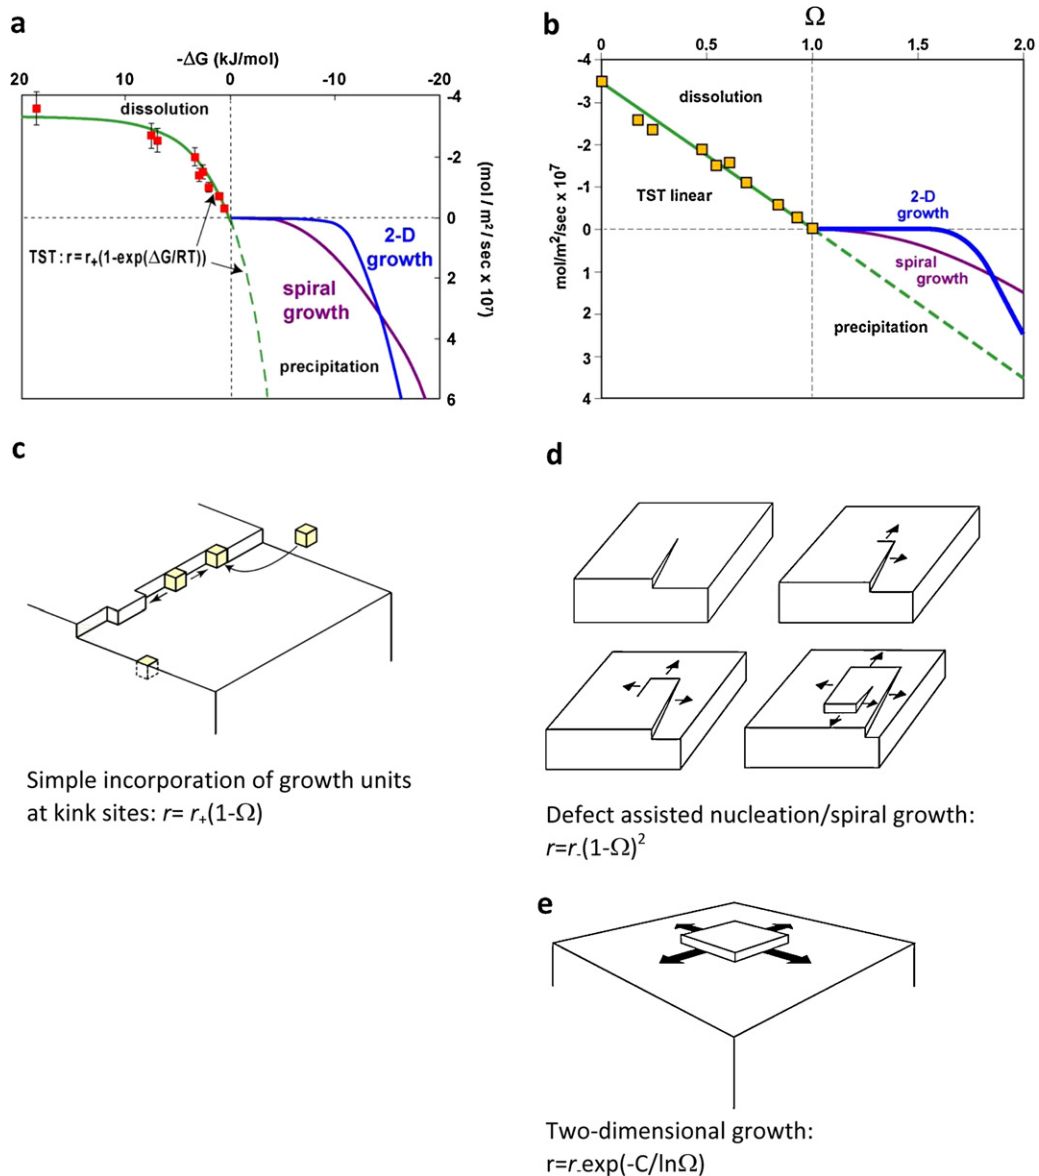 a
-ΔG (kJ/mol)
20 10 0 -10 -20
dissolution
-4
-2
0
2
4
6
(mol / m²/ sec x 10⁷)
TST : r = r₊(1-exp(ΔG/RT))
2-D
growth
spiral
growth
precipitation
b
Ω
0 0.5 1.0 1.5 2.0
-4
-3
-2
-1
0
1
2
3
4
mol/m²/sec x 10⁷
dissolution
TST linear
2-D
growth
spiral
growth
precipitation
c
Simple incorporation of growth units
at kink sites: r= r₊(1-Ω)
d
Defect assisted nucleation/spiral growth:
r=r₋(1-Ω)²
e
Two-dimensional growth:
r=r₋exp(-C/lnΩ)